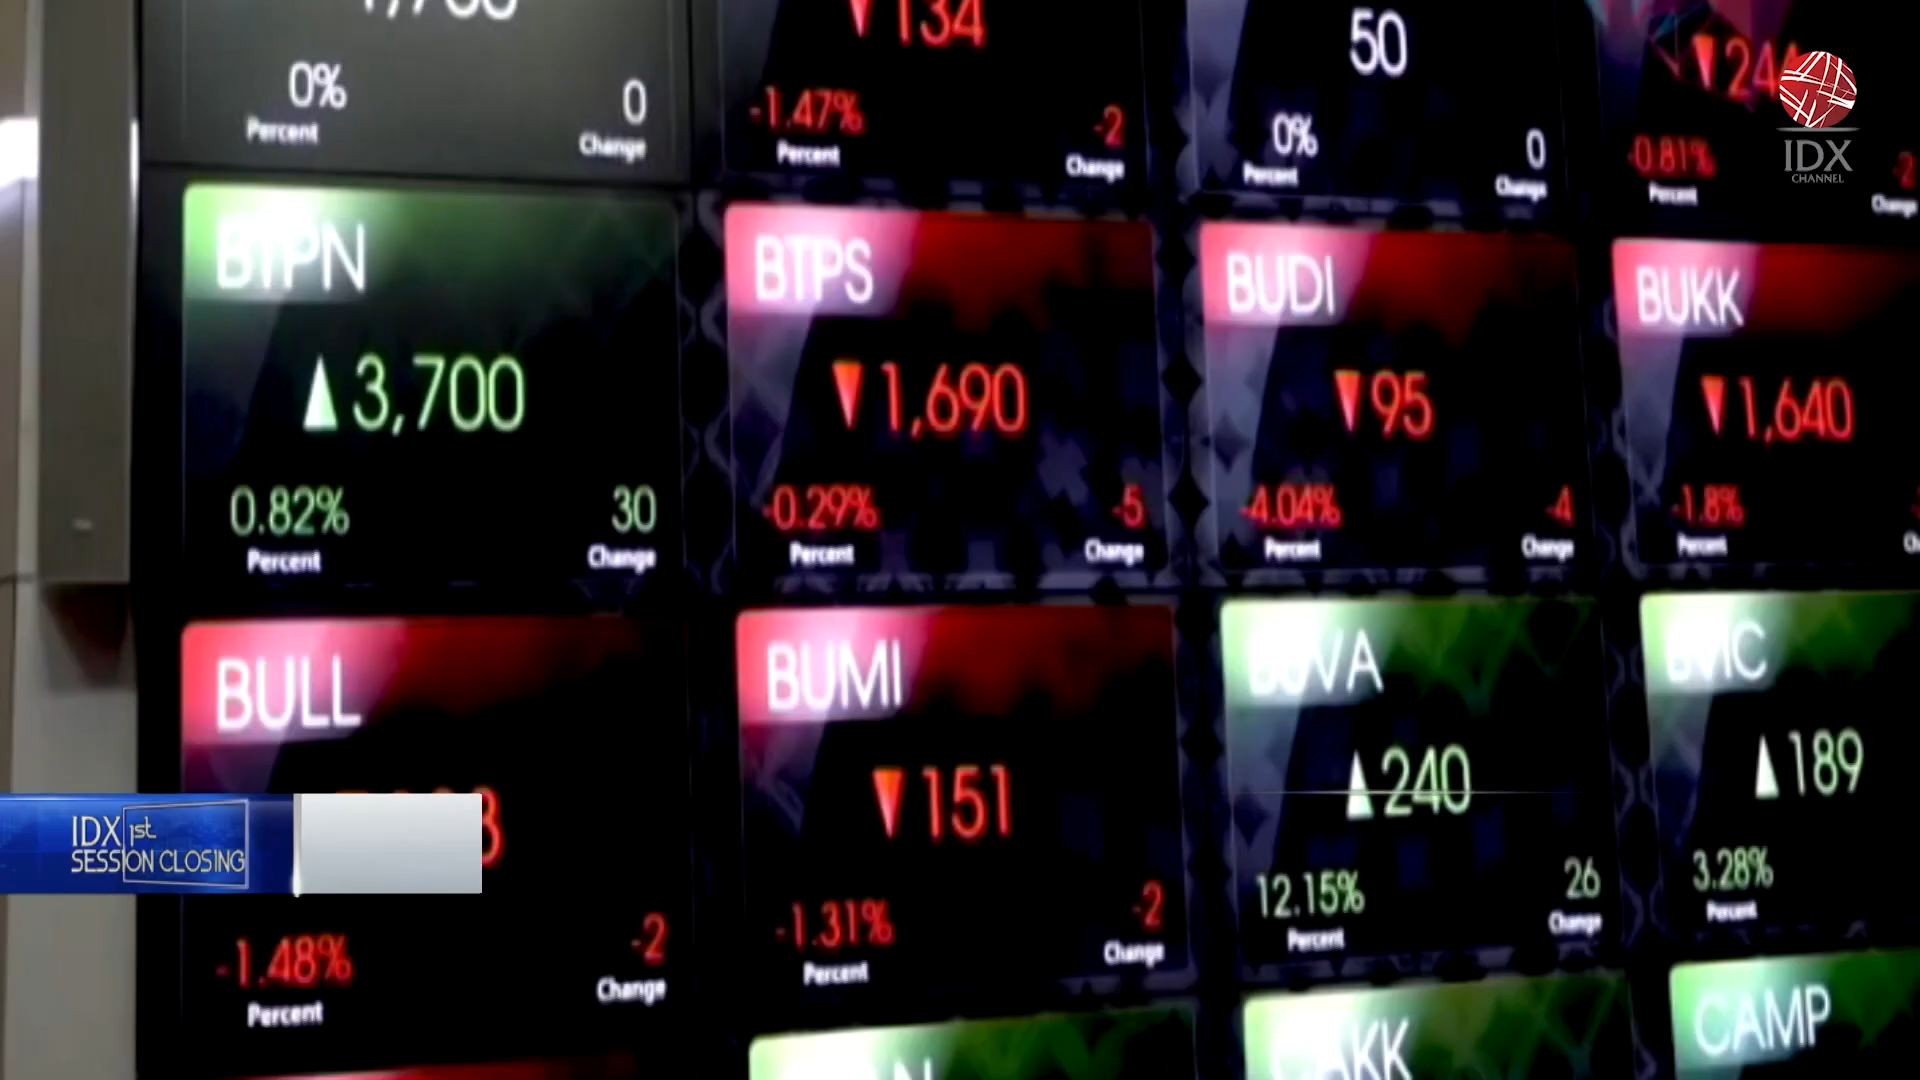 0%
Percent
0
Change
134
-1.47%
Percent
-2
Change
50
0%
Percent
0
Change
-0.81%
Percent
-2
Change
IDX
CHANNEL
BTPN
3,700
0.82%
Percent
30
Change
BTPS
1,690
-0.29%
Percent
-5
Change
BUDI
95
-4.04%
Percent
-4
Change
BUKK
1,640
-1.8%
Percent
BULL
-1.48%
Percent
-2
Change
BUMI
151
-1.31%
Percent
-2
Change
BUVA
240
12.15%
Percent
26
Change
189
3.28%
Percent
IDX 1st
SESSION CLOSING
CAMP